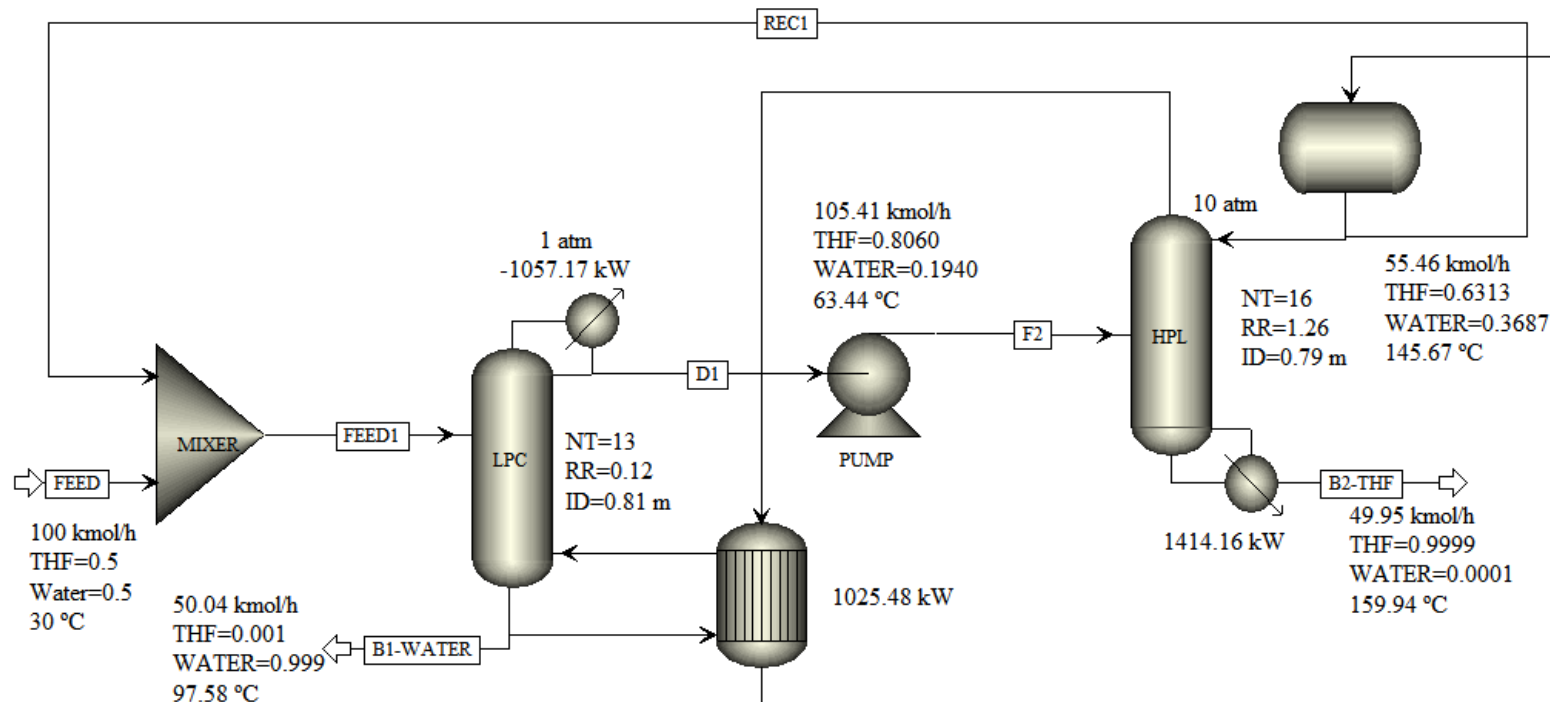 REC1
10 atm
1 atm
-1057.17 kW
105.41 kmol/h
THF=0.8060
WATER=0.1940
63.44 ºC
55.46 kmol/h
THF=0.6313
WATER=0.3687
145.67 ºC
NT=16
RR=1.26
ID=0.79 m
F2
HPL
D1
MIXER
FEED1
LPC
NT=13
RR=0.12
ID=0.81 m
PUMP
FEED
100 kmol/h
THF=0.5
Water=0.5
30 ºC
B2-THF
49.95 kmol/h
THF=0.9999
WATER=0.0001
159.94 ºC
1414.16 kW
1025.48 kW
50.04 kmol/h
THF=0.001
WATER=0.999
97.58 ºC
B1-WATER